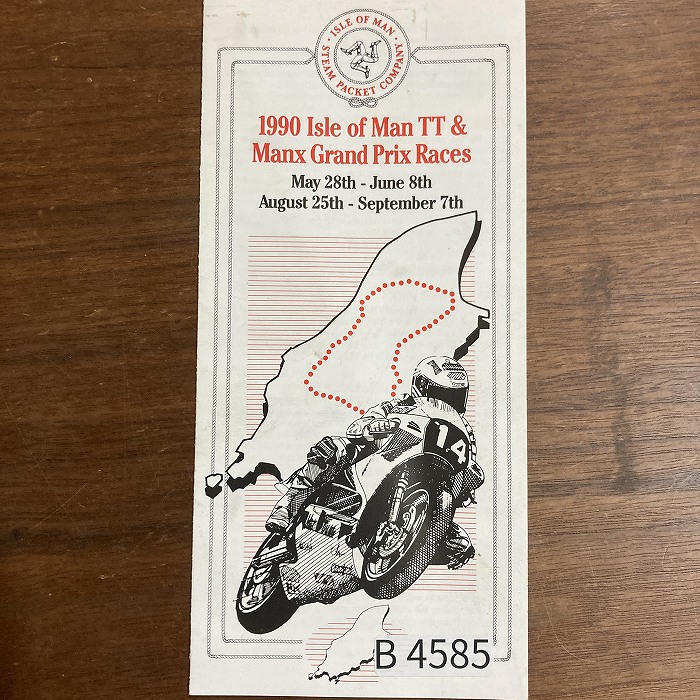 ISLE OF MAN
STEAM PACKET COMPANY
1990 Isle of Man TT &
Manx Grand Prix Races
May 28th - June 8th
August 25th - September 7th
14
B 4585